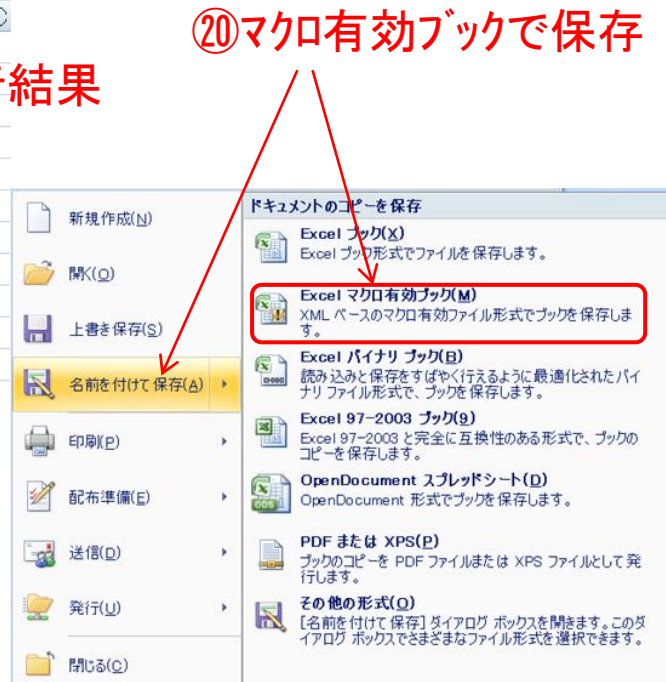 ⑳マクロ有効ブックで保存
結果
新規作成(N)
開く(O)
上書き保存(S)
名前を付けて保存(A)
印刷(P)
配布準備(E)
送信(D)
発行(U)
閉じる(C)
ドキュメントのコピーを保存
Excel ブック(X)
Excel ブック形式でファイルを保存します。
Excel マクロ有効ブック(M)
XML ベースのマクロ有効ファイル形式でブックを保存しま
す。
Excel バイナリ ブック(B)
読み込みと保存をすばやく行えるように最適化されたバイ
ナリ ファイル形式で、ブックを保存します。
Excel 97-2003 ブック(9)
Excel 97-2003 と完全に互換性のある形式で、ブックの
コピーを保存します。
OpenDocument スプレッドシート(D)
OpenDocument 形式でブックを保存します。
PDF または XPS(P)
ブックのコピーを PDF ファイルまたは XPS ファイルとして発
行します。
その他の形式(O)
[名前を付けて保存] ダイアログ ボックスを開きます。このダ
イアログ ボックスでさまざまなファイル形式を選択できます。